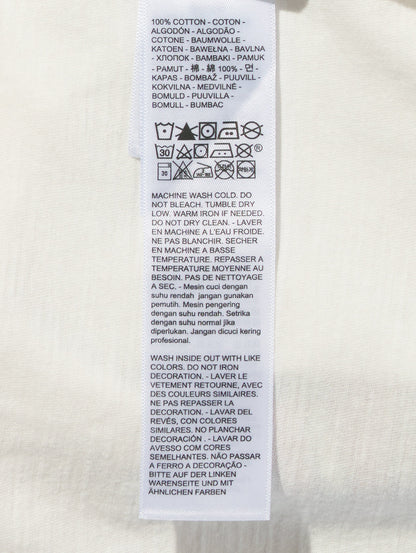 100% COTTON - COTON -
ALGODÓN - ALGODÃO -
COTONE - BAUMWOLLE -
KATOEN - BAWEŁNA - BAVLNA
- ХЛОПОК - BAMBAKI - PAMUK
- PAMUT - 棉 - 綿 100% - 면 -
KAPAS - BOMBAŽ - PUUVILL -
KOKVILNA - MEDVILNĖ -
BOMULD - PUUVILLA -
BOMULL - BUMBAC
30
®
30
MACHINE WASH COLD. DO
NOT BLEACH. TUMBLE DRY
LOW. WARM IRON IF NEEDED.
DO NOT DRY CLEAN. - LAVER
EN MACHINE A L'EAU FROIDE.
NE PAS BLANCHIR. SECHER
EN MACHINE A BASSE
TEMPERATURE. REPASSER A
TEMPERATURE MOYENNE AU
BESOIN. PAS DE NETTOYAGE
A SEC. - Mesin cuci dengan
suhu rendah jangan gunakan
pemutih. Mesin pengering
dengan suhu rendah. Setrika
dengan suhu normal jika
diperlukan. Jangan dicuci kering
profesional.
WASH INSIDE OUT WITH LIKE
COLORS. DO NOT IRON
DECORATION. - LAVER LE
VETEMENT RETOURNE, AVEC
DES COULEURS SIMILAIRES.
NE PAS REPASSER LA
DECORATION. - LAVAR DEL
REVÉS, CON COLORES
SIMILARES. NO PLANCHAR
DECORACIÓN . - LAVAR DO
AVESSO COM CORES
SEMELHANTES. NÃO PASSAR
A FERRO A DECORAÇÃO -
BITTE AUF DER LINKEN
WARENSEITE UND MIT
ÄHNLICHEN FARBEN